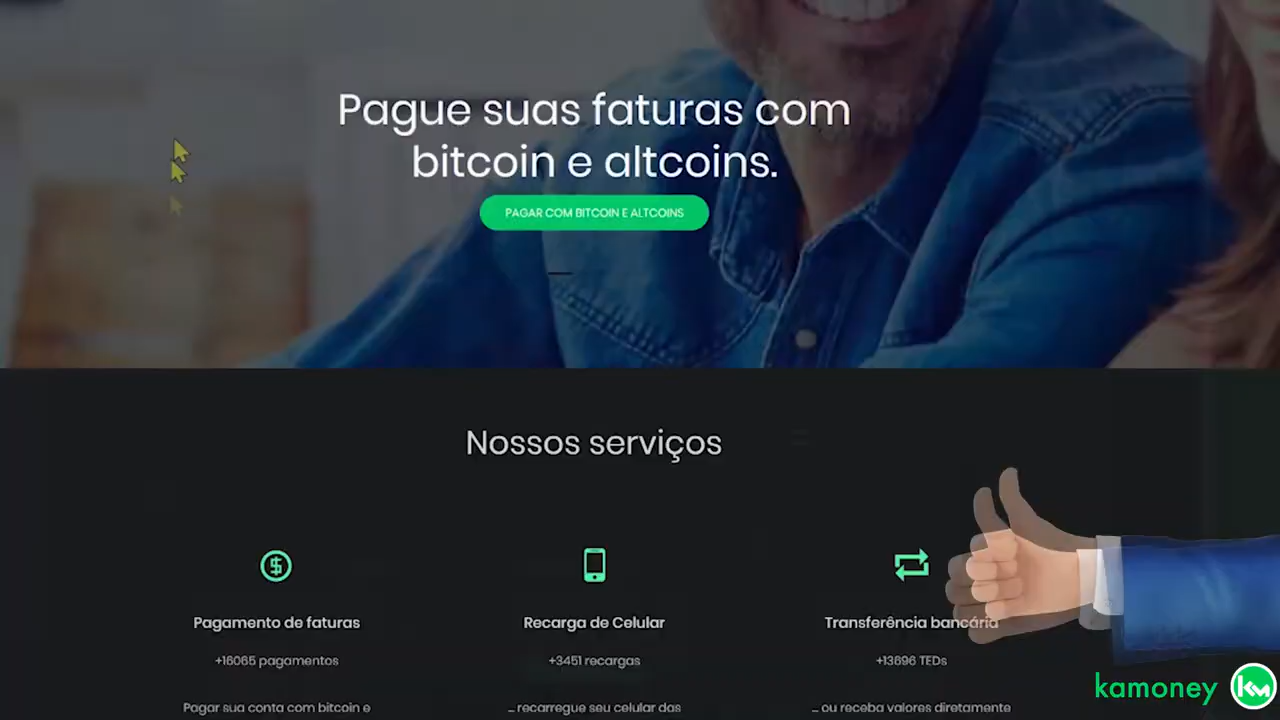 Pague suas faturas com
bitcoin e altcoins.
PAGAR COM BITCOIN E ALTCOINS
Nossos serviços
Pagamento de faturas
+16065 pagamentos
Pagar sua conta com bitcoin e
Recarga de Celular
+3451 recargas
... recarregue seu celular das
Transferência bancária
+13696 TEDs
... ou receba valores diretamente
kamoney